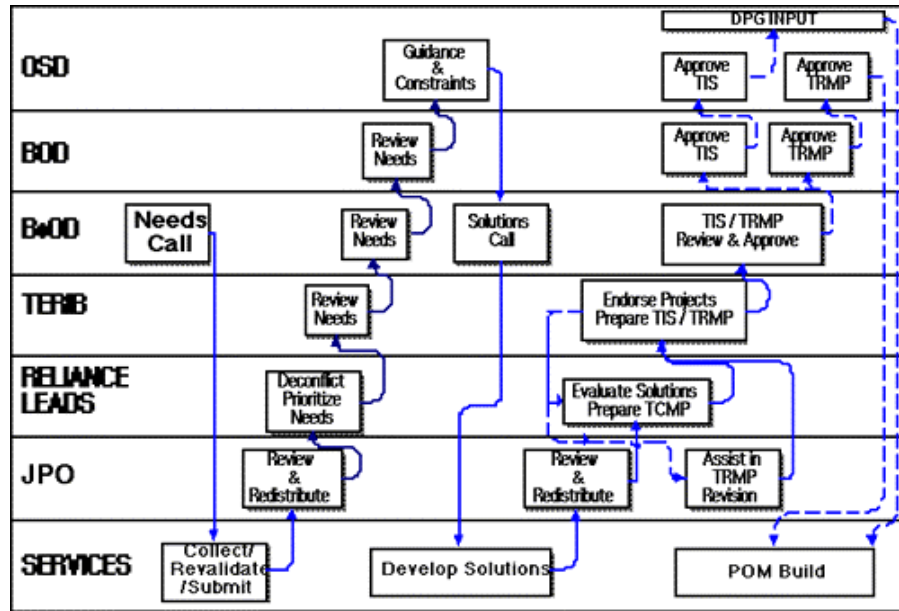 DPG INPUT
OSD
Guidance
&
Constraints
Approve
TIS
Approve
TRMP
BOD
Review
Needs
Approve
TIS
Approve
TRMP
BoOD
Needs
Call
Review
Needs
Solutions
Call
TIS / TRMP
Review & Approve
TERIB
Review
Needs
Endorse Projects
Prepare TIS / TRMP
RELIANCE
LEADS
Deconflict
Prioritize
Needs
Evaluate Solutions
Prepare TCMP
JPO
Review
&
Redistribute
Review
&
Redistribute
Assist in
TRMP
Revision
SERVICES
Collect/
Revalidate
/Submit
Develop Solutions
POM Build